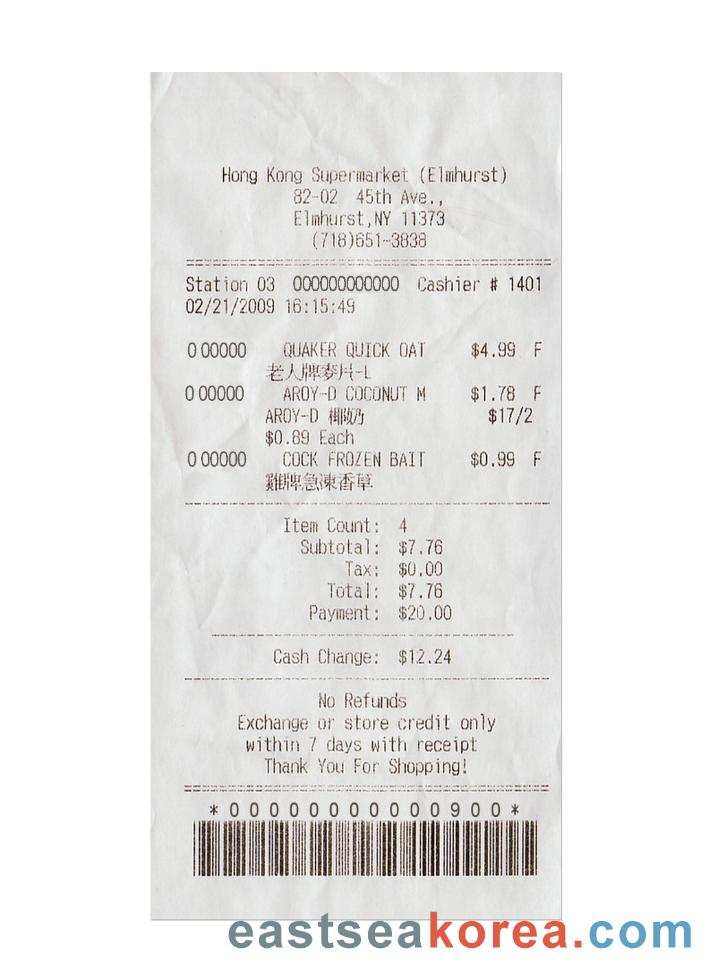 Hong Kong Supermarket (Elmhurst)
82-02 45th Ave.,
Elmhurst,NY 11373
(718)651-3838
Station 03 000000000000 Cashier # 1401
02/21/2009 16:15:49
0 00000 QUAKER QUICK OAT $4.99 F
老人牌麥片-L
0 00000 AROY-D COCONUT M $1.78 F
AROY-D 椰奶 $17/2
$0.89 Each
0 00000 COCK FROZEN BAIT $0.99 F
雞牌急凍香草
Item Count: 4
Subtotal: $7.76
Tax: $0.00
Total: $7.76
Payment: $20.00
Cash Change: $12.24
No Refunds
Exchange or store credit only
within 7 days with receipt
Thank You For Shopping!
*000000000000900*
eastseakorea.com